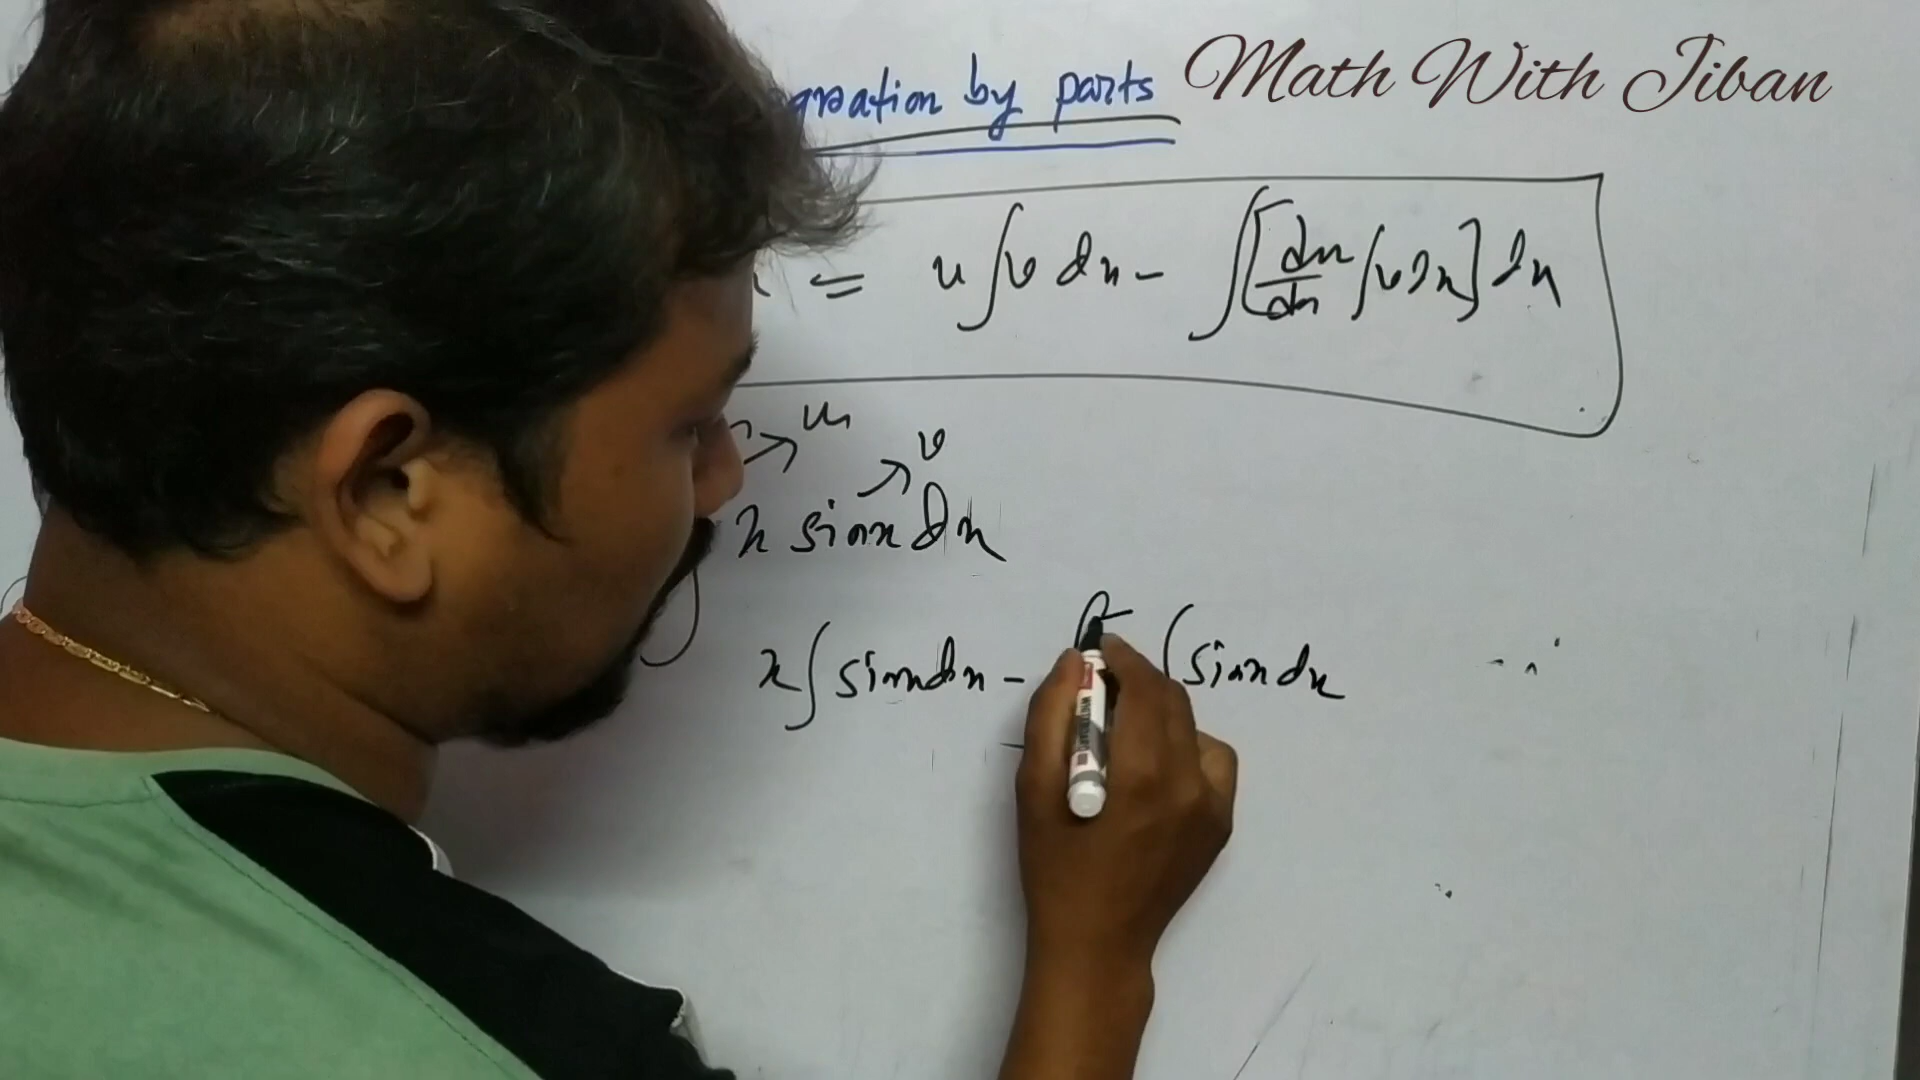 gration by parts Math With Jiban
= u∫v dx - ∫[du/dx ∫v dx] dx
u
v
x sinx dx
x∫sinx dx - ∫sinx dx